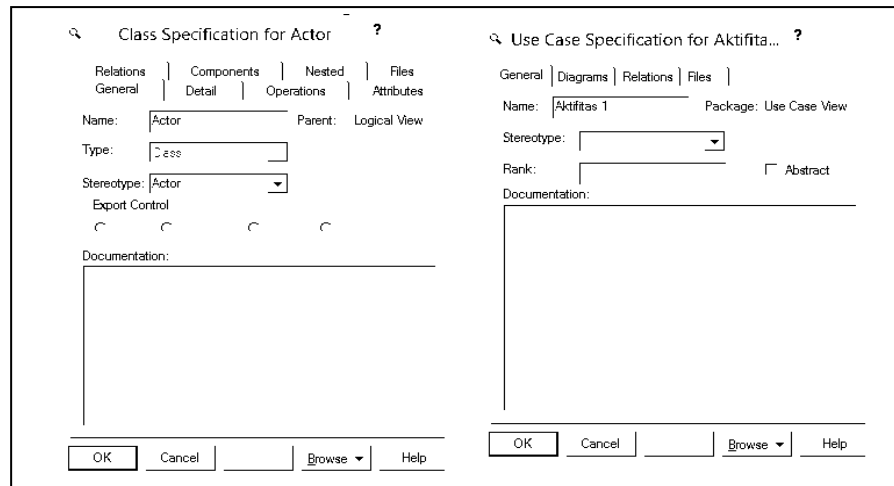 Class Specification for Actor ?
Relations Components Nested Files
General Detail Operations Attributes
Name: Actor Parent: Logical View
Type: Class
Stereotype: Actor
Export Control
Documentation:
OK Cancel Browse Help
Use Case Specification for Aktifita... ?
General Diagrams Relations Files
Name: Aktifitas 1 Package: Use Case View
Stereotype:
Rank: Abstract
Documentation:
OK Cancel Browse Help